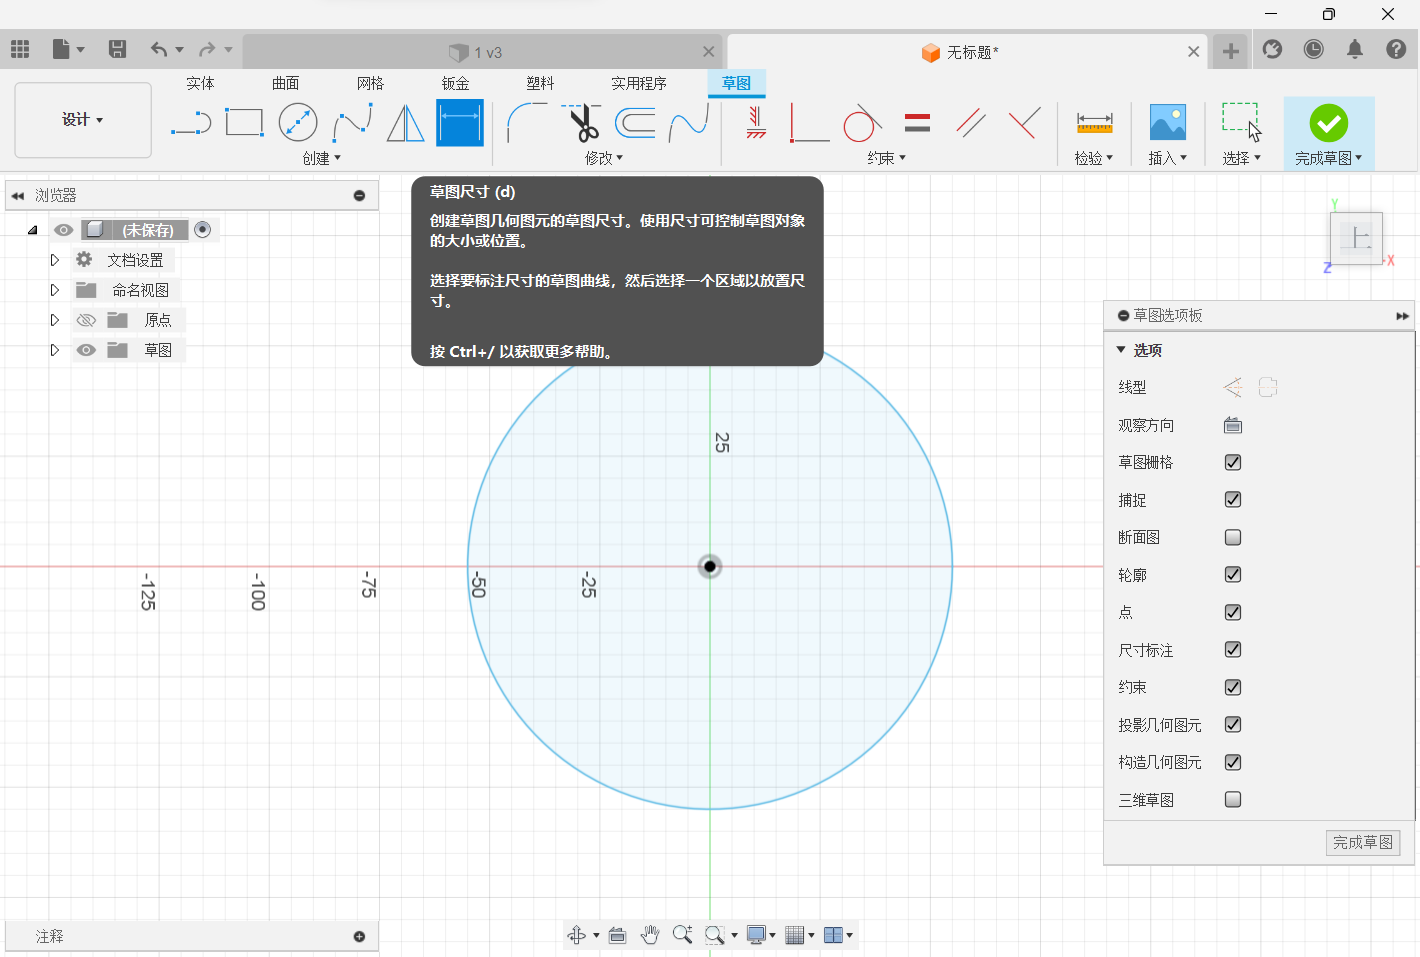 1 v3
无标题*
实体
曲面
网格
钣金
塑料
实用程序
草图
设计
创建
修改
约束
检验
插入
选择
完成草图
浏览器
(未保存)
文档设置
命名视图
原点
草图
草图尺寸 (d)
创建草图几何图元的草图尺寸。使用尺寸可控制草图对象
的大小或位置。
选择要标注尺寸的草图曲线，然后选择一个区域以放置尺
寸。
按 Ctrl+/ 以获取更多帮助。
Y
上
Z
X
25
-125
-100
-75
-50
-25
草图选项板
选项
线型
观察方向
草图栅格
捕捉
断面图
轮廓
点
尺寸标注
约束
投影几何图元
构造几何图元
三维草图
完成草图
注释